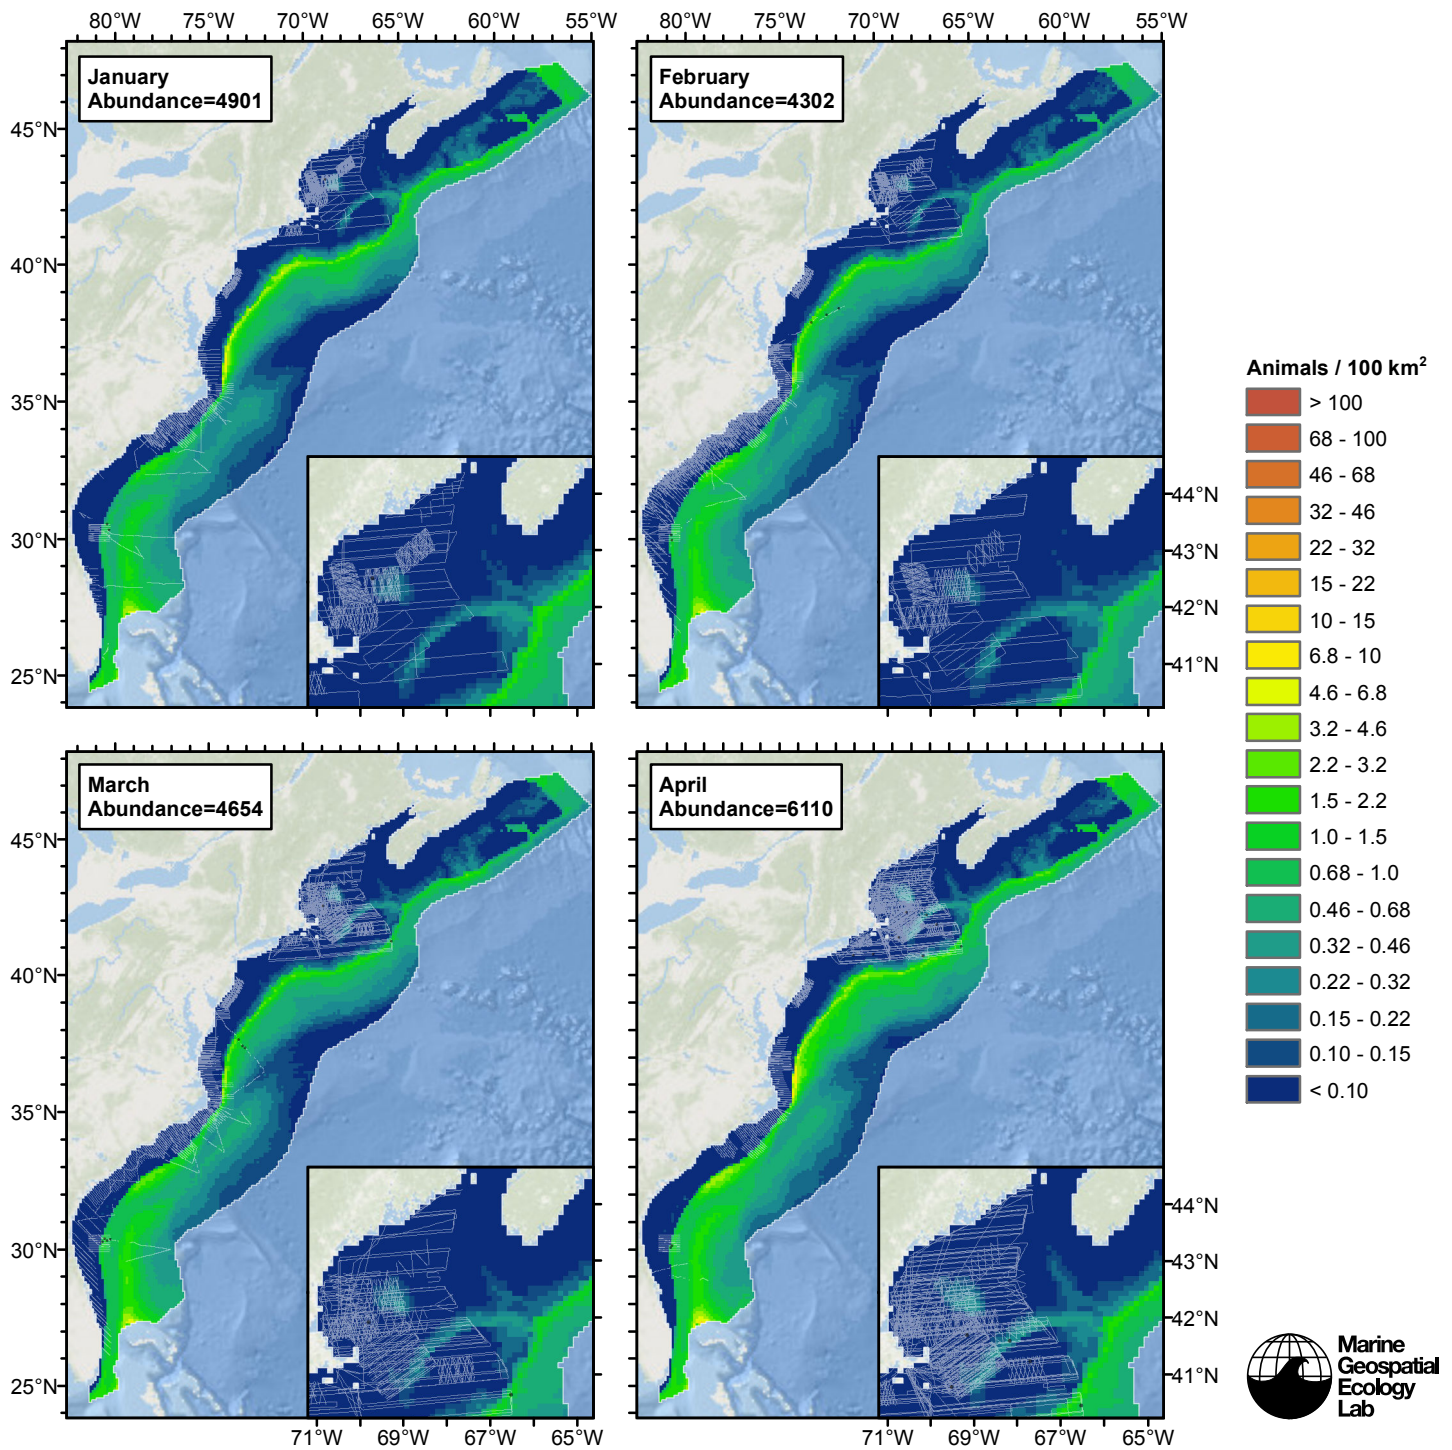 80°W 75°W 70°W 65°W 60°W 55°W
80°W 75°W 70°W 65°W 60°W 55°W
January
Abundance=4901
February
Abundance=4302
45°N
40°N
35°N
30°N
25°N
44°N
43°N
42°N
41°N
March
Abundance=4654
April
Abundance=6110
45°N
40°N
35°N
30°N
25°N
44°N
43°N
42°N
41°N
71°W 69°W 67°W 65°W
71°W 69°W 67°W 65°W
Animals / 100 km²
> 100
68 - 100
46 - 68
32 - 46
22 - 32
15 - 22
10 - 15
6.8 - 10
4.6 - 6.8
3.2 - 4.6
2.2 - 3.2
1.5 - 2.2
1.0 - 1.5
0.68 - 1.0
0.46 - 0.68
0.32 - 0.46
0.22 - 0.32
0.15 - 0.22
0.10 - 0.15
< 0.10
Marine
Geospatial
Ecology
Lab